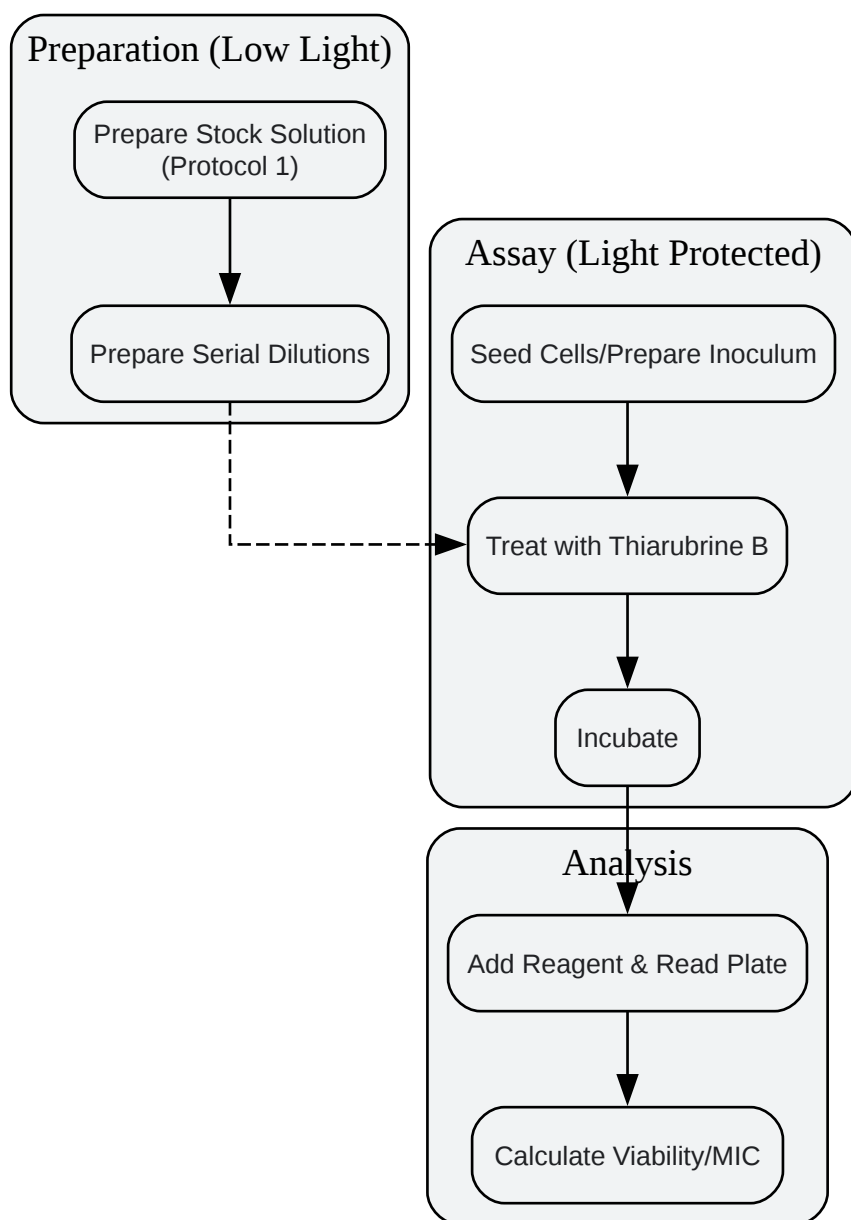 Preparation (Low Light)
Prepare Stock Solution
(Protocol 1)
Prepare Serial Dilutions
Assay (Light Protected)
Seed Cells/Prepare Inoculum
Treat with Thiarubrine B
Incubate
Analysis
Add Reagent & Read Plate
Calculate Viability/MIC